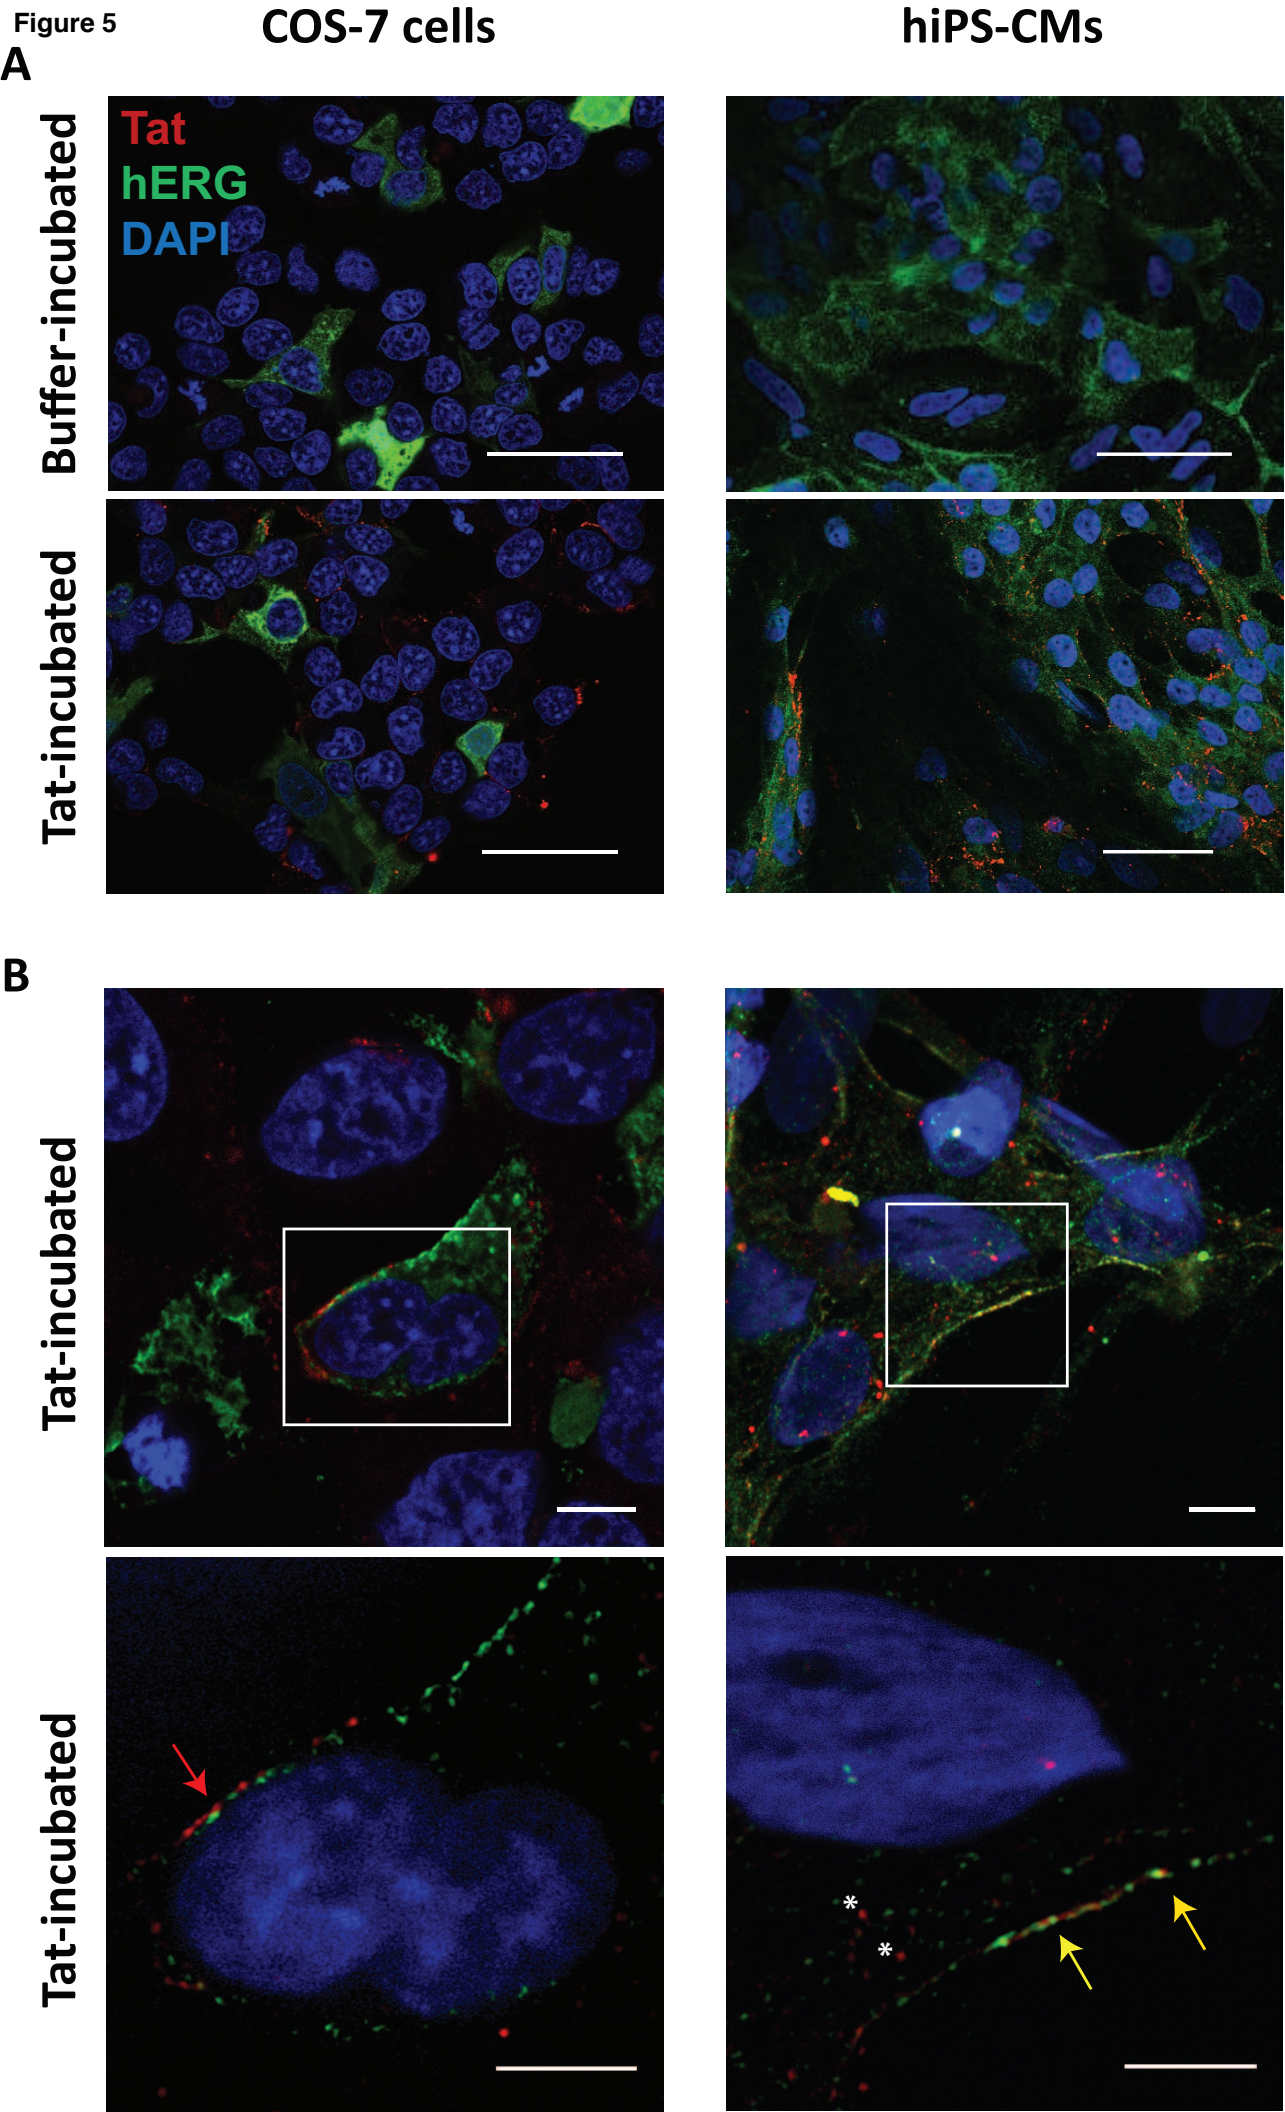 Figure 5
COS-7 cells
hiPS-CMs
A
Buffer-incubated
Tat
hERG
DAPI
Tat-incubated
B
Tat-incubated
*
*
Tat-incubated